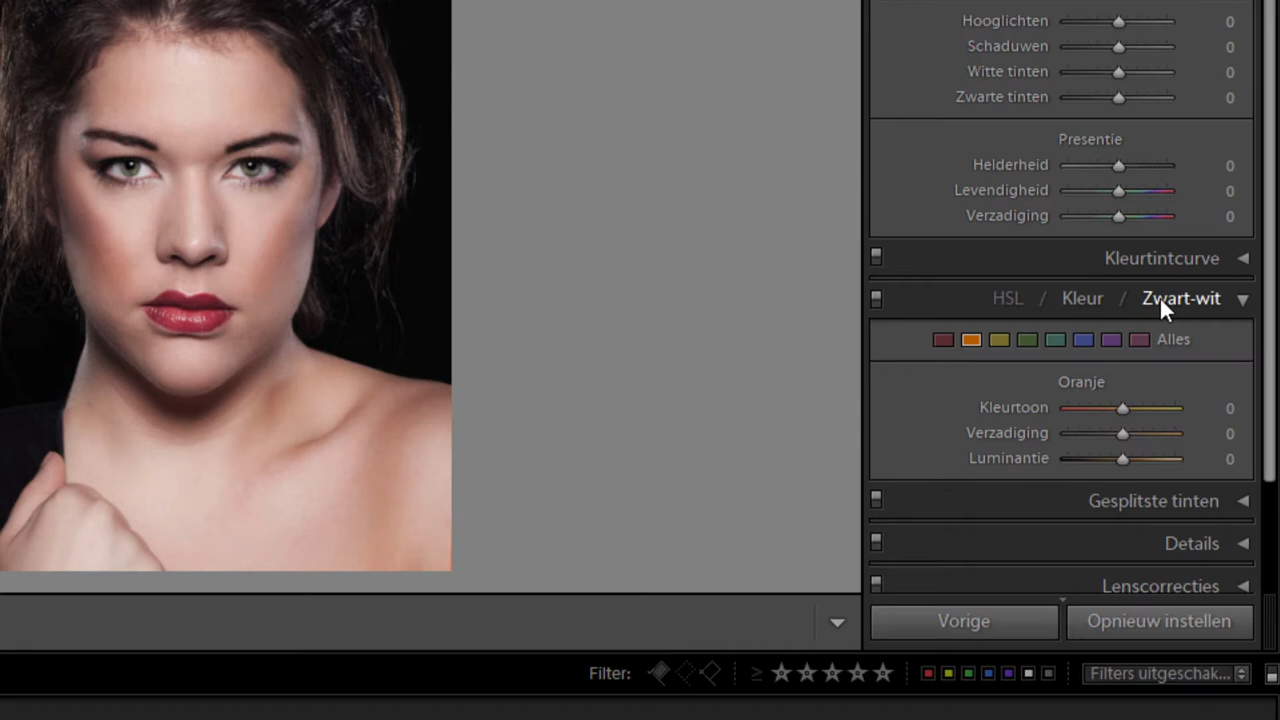 Hooglichten 0
Schaduwen 0
Witte tinten 0
Zwarte tinten 0
Presentie
Helderheid 0
Levendigheid 0
Verzadiging 0
Kleurtintcurve
HSL / Kleur / Zwart-wit
Alles
Oranje
Kleurtoon 0
Verzadiging 0
Luminantie 0
Gesplitste tinten
Details
Lenscorrecties
Vorige Opnieuw instellen
Filter: ≥ Filters uitgeschak...